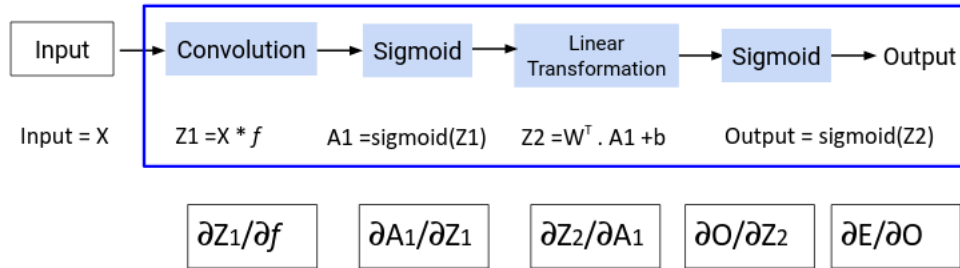 Input
Convolution
Sigmoid
Linear
Transformation
Sigmoid
Output
Input = X
Z1 =X * f
A1 =sigmoid(Z1)
Z2 =Wᵀ . A1 +b
Output = sigmoid(Z2)
∂Z₁/∂f
∂A₁/∂Z₁
∂Z₂/∂A₁
∂O/∂Z₂
∂E/∂O